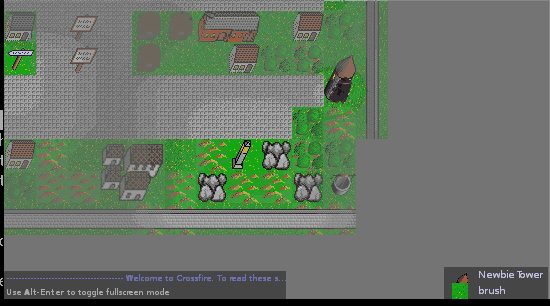 --------------------------- Welcome to Crossfire. To read these s...
Use Alt-Enter to toggle fullscreen mode
Newbie Tower
brush